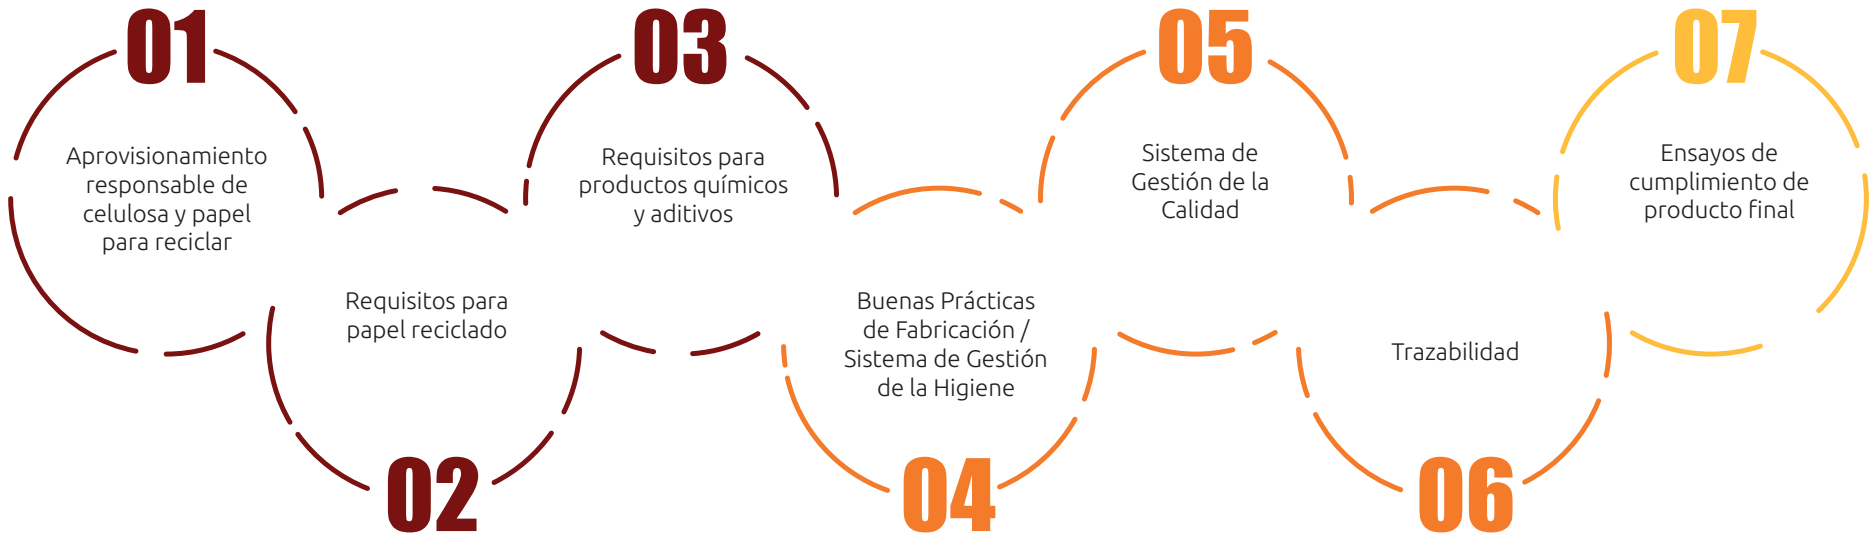 01
Aprovisionamiento
responsable de
celulosa y papel
para reciclar
02
Requisitos para
papel reciclado
03
Requisitos para
productos químicos
y aditivos
04
Buenas Prácticas
de Fabricación /
Sistema de Gestión
de la Higiene
05
Sistema de
Gestión de la
Calidad
06
Trazabilidad
07
Ensayos de
cumplimiento de
producto final